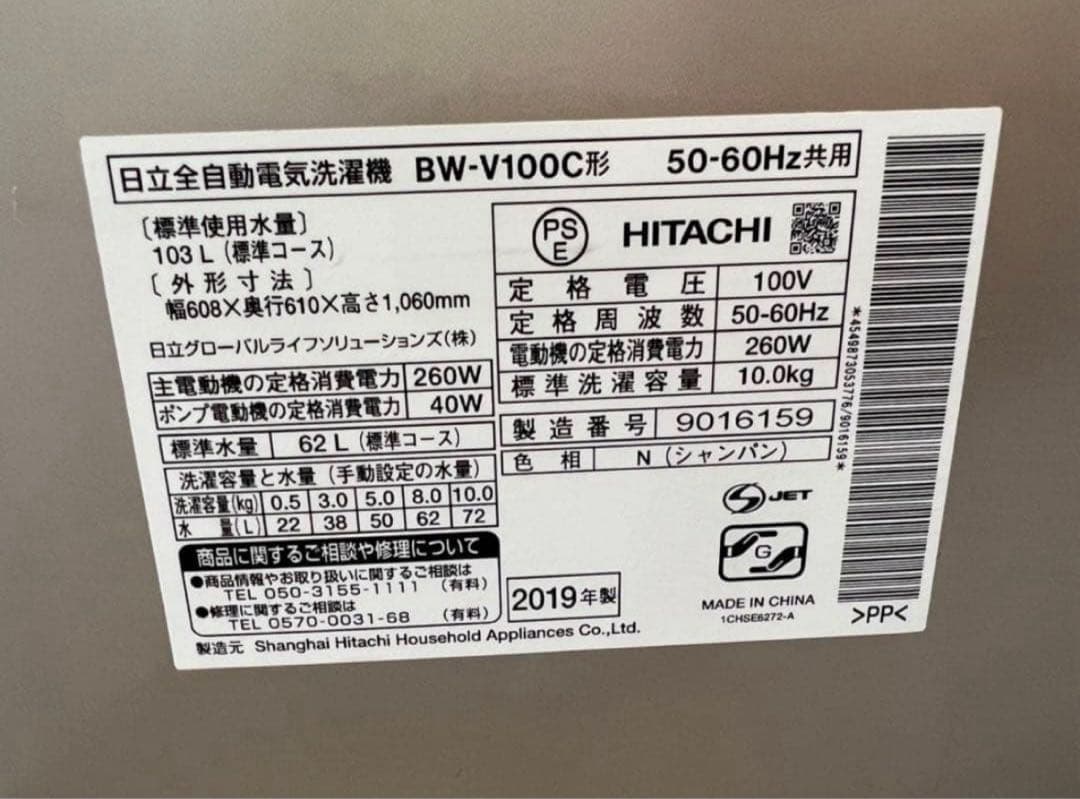 日立全自動電気洗濯機 BW-V100C形 50-60Hz共用
〔標準使用水量〕
103 L（標準コース）
〔外形寸法〕
幅608×奥行610×高さ1,060mm
日立グローバルライフソリューションズ(株)
主電動機の定格消費電力 260W
ポンプ電動機の定格消費電力 40W
標準水量 62 L（標準コース）
洗濯容量と水量（手動設定の水量）
洗濯容量(kg) 0.5 3.0 5.0 8.0 10.0
水量(L) 22 38 50 62 72
商品に関するご相談や修理について
●商品情報やお取り扱いに関するご相談は
TEL 050-3155-1111 （有料）
●修理に関するご相談は
TEL 0570-0031-68 （有料）
製造元 Shanghai Hitachi Household Appliances Co.,Ltd.
PS
E
HITACHI
定格電圧 100V
定格周波数 50-60Hz
電動機の定格消費電力 260W
標準洗濯容量 10.0kg
製造番号 9016159
色相 N（シャンパン）
S JET
G
2019年製
MADE IN CHINA
1CHSE6272-A
*4549873053776/9016159*
>PP<